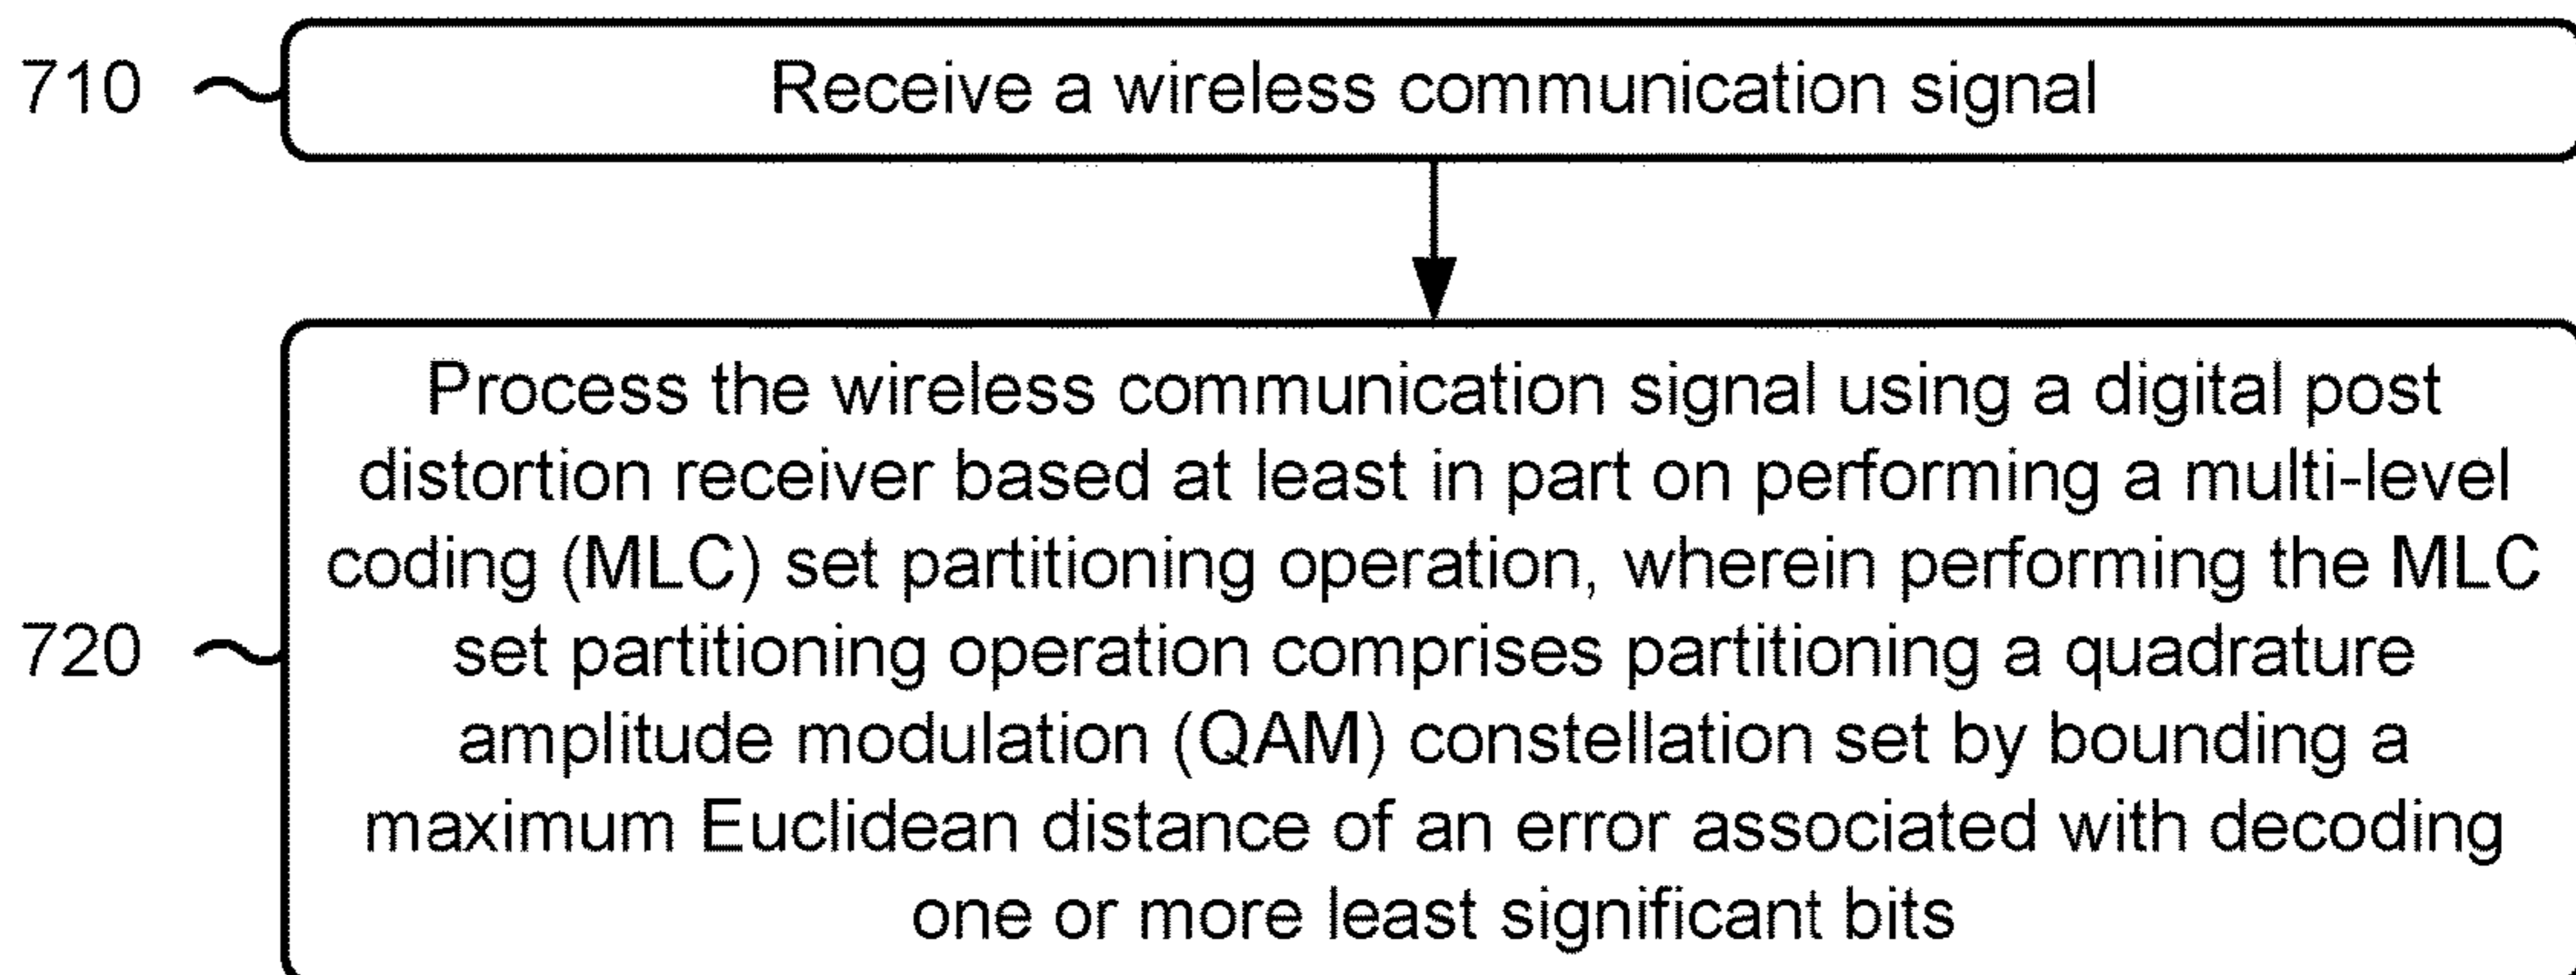 710
Receive a wireless communication signal
Process the wireless communication signal using a digital post
distortion receiver based at least in part on performing a multi-level
coding (MLC) set partitioning operation, wherein performing the MLC
720
set partitioning operation comprises partitioning a quadrature
amplitude modulation (QAM) constellation set by bounding a
maximum Euclidean distance of an error associated with decoding
one or more least significant bits